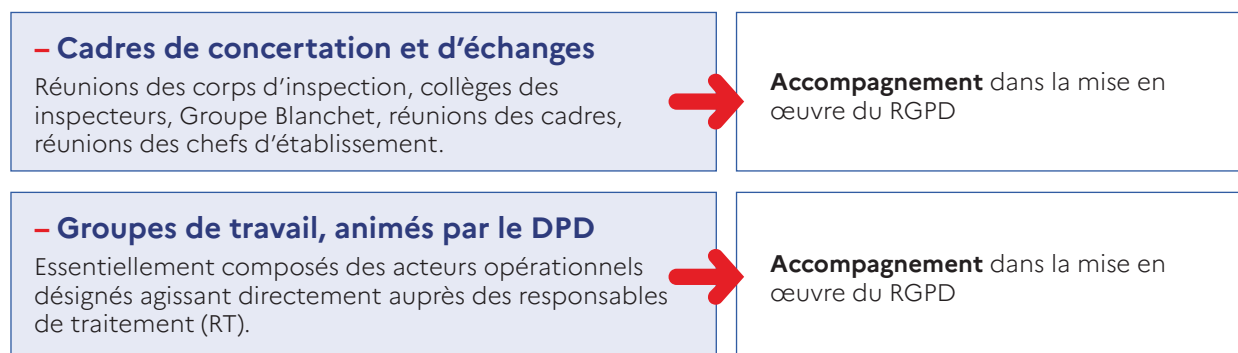 – Cadres de concertation et d’échanges
Réunions des corps d’inspection, collèges des
inspecteurs, Groupe Blanchet, réunions des cadres,
réunions des chefs d’établissement.
Accompagnement dans la mise en
œuvre du RGPD
– Groupes de travail, animés par le DPD
Essentiellement composés des acteurs opérationnels
désignés agissant directement auprès des responsables
de traitement (RT).
Accompagnement dans la mise en
œuvre du RGPD